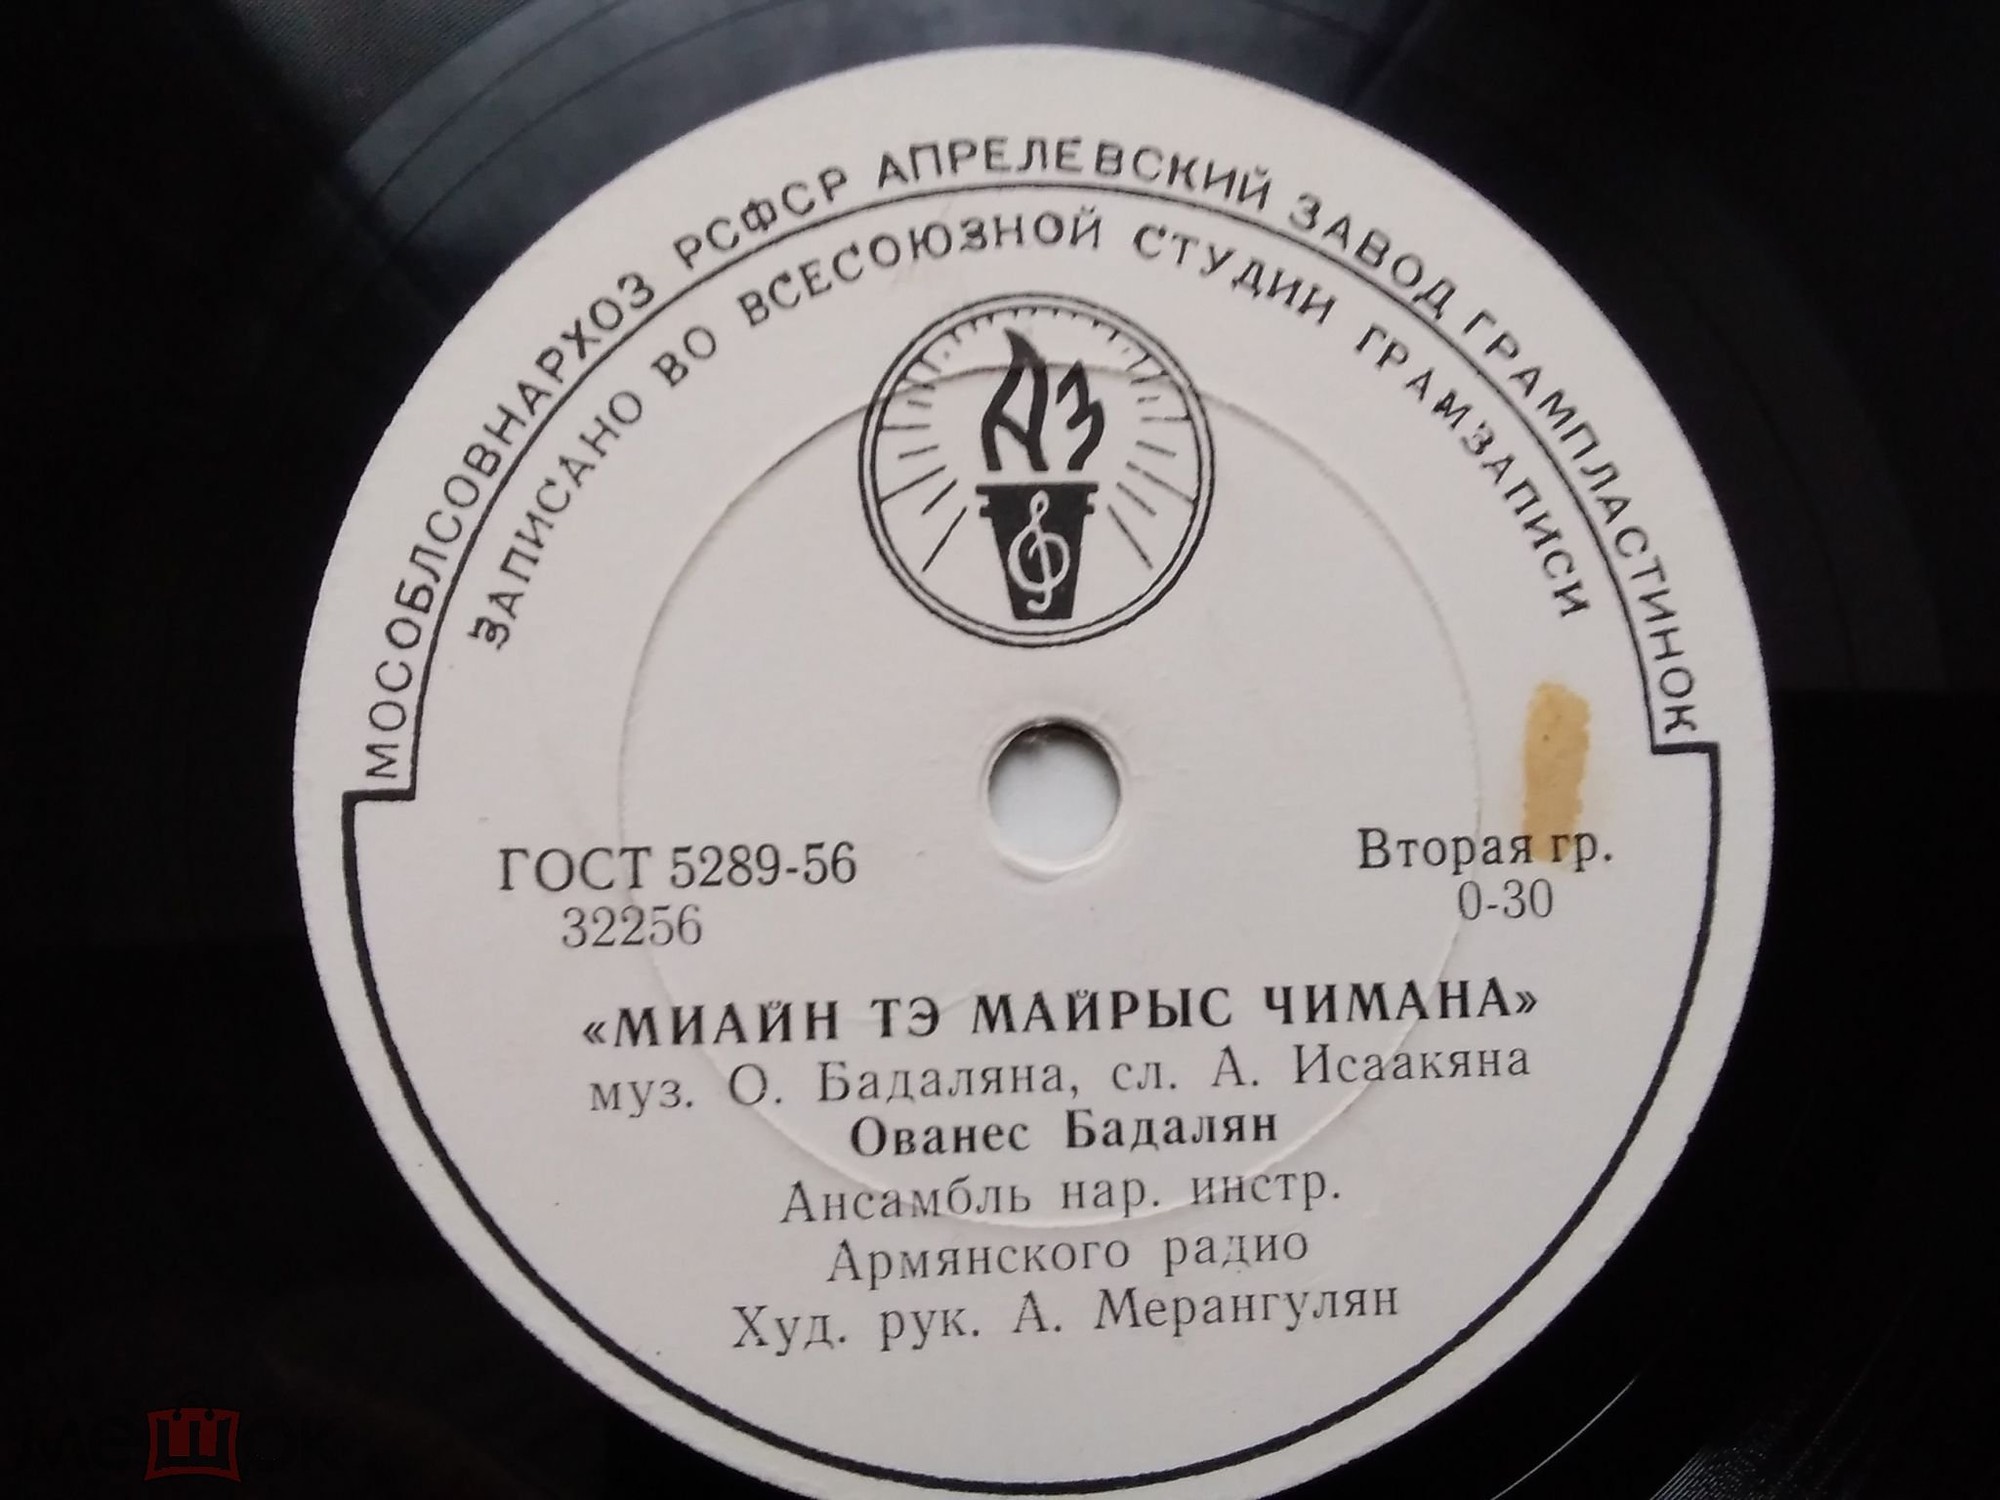 МОСОБЛСОВНАРХОЗ РСФСР АПРЕЛЕВСКИЙ ЗАВОД ГРАМПЛАСТИНОК
ЗАПИСАНО ВО ВСЕСОЮЗНОЙ СТУДИИ ГРАМЗАПИСИ
АЗ
ГОСТ 5289-56
32256
Вторая гр.
0-30
«МИАЙН ТЭ МАЙРЫС ЧИМАНА»
муз. О. Бадаляна, сл. А. Исаакяна
Ованес Бадалян
Ансамбль нар. инстр.
Армянского радио
Худ. рук. А. Мерангулян
мешок